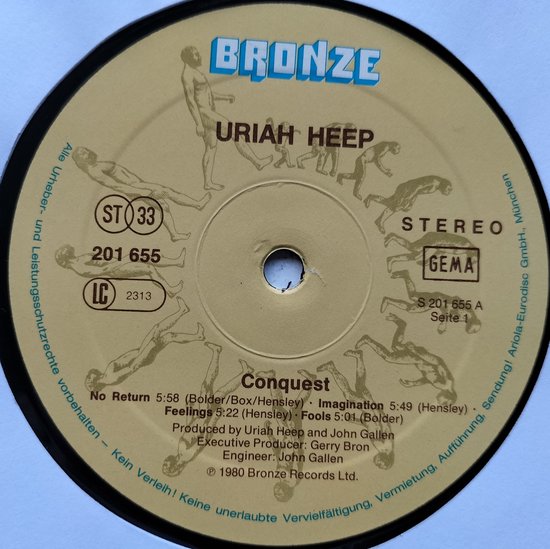 BRONZE
URIAH HEEP
ST 33
201 655
LC 2313
STEREO
GEMA
S 201 655 A
Seite 1
Conquest
No Return 5:58 (Bolder/Box/Hensley) · Imagination 5:49 (Hensley) ·
Feelings 5:22 (Hensley) · Fools 5:01 (Bolder)
Produced by Uriah Heep and John Gallen
Executive Producer: Gerry Bron
Engineer: John Gallen
℗ 1980 Bronze Records Ltd.
Alle Urheber- und Leistungsschutzrechte vorbehalten – Kein Verleih! Keine unerlaubte Vervielfältigung, Vermietung, Aufführung, Sendung! Ariola-Eurodisc GmbH., München